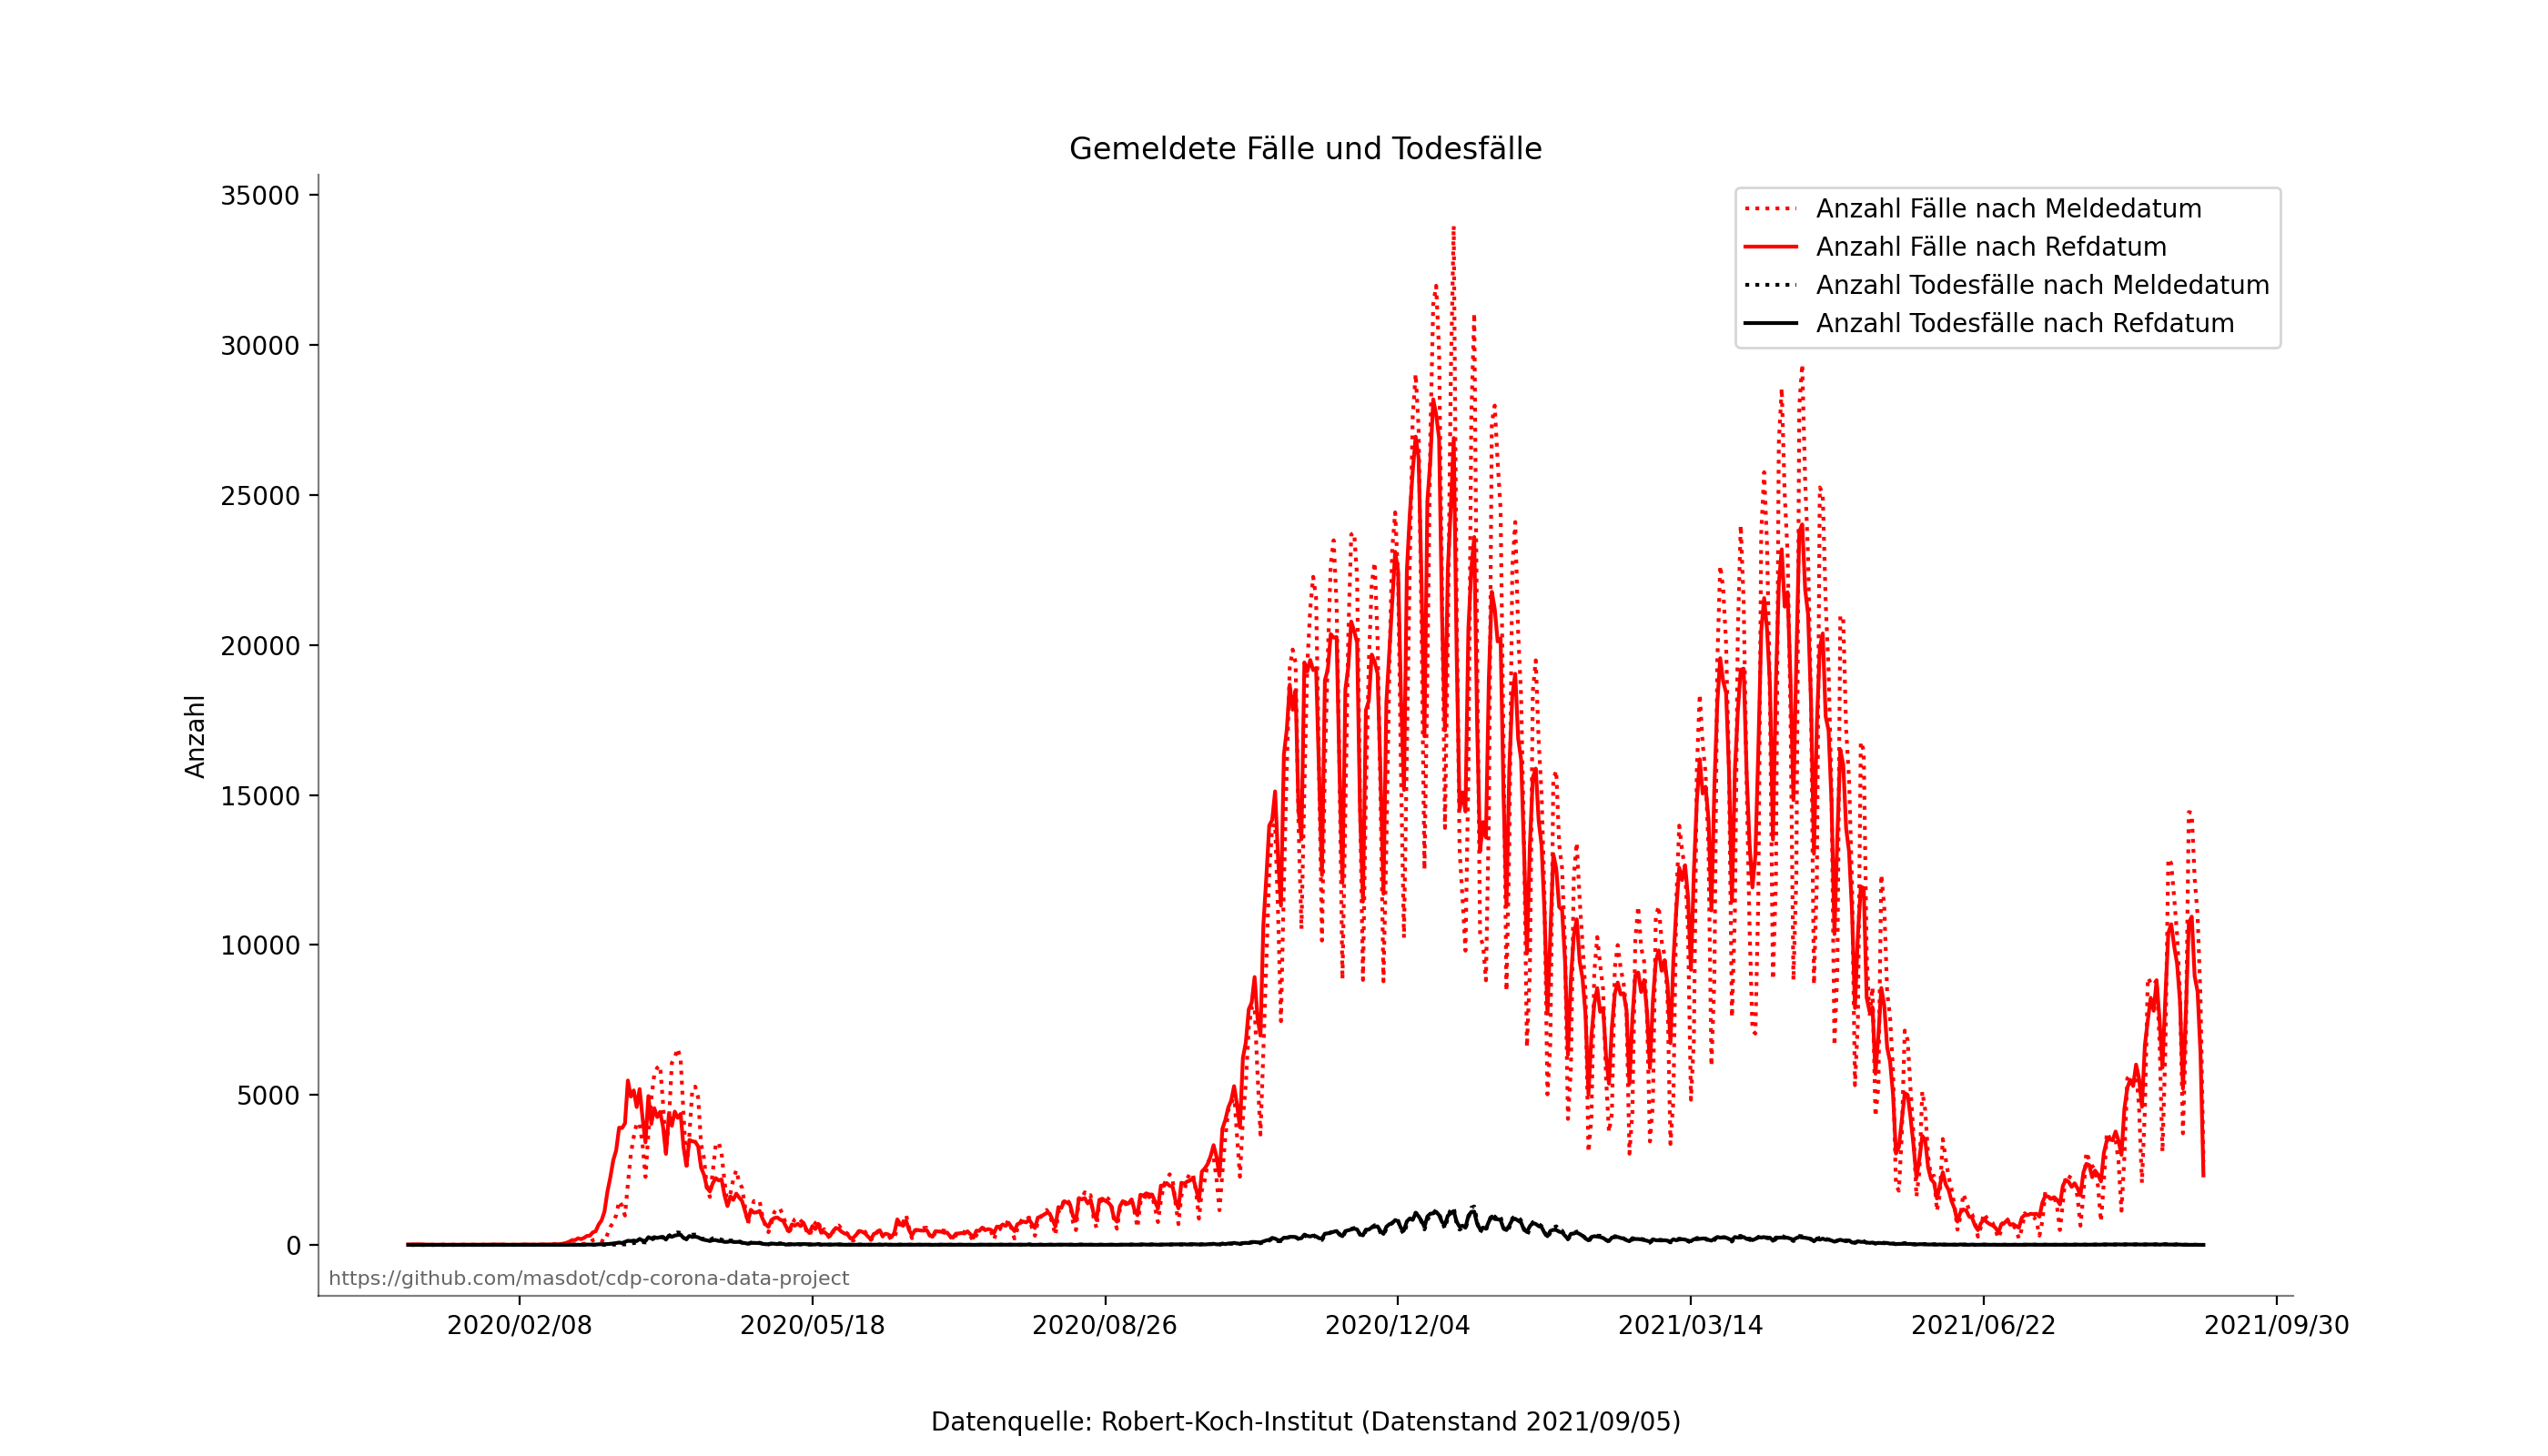 Gemeldete Fälle und Todesfälle
35000
30000
25000
20000
15000
10000
5000
0
Anzahl
Anzahl Fälle nach Meldedatum
Anzahl Fälle nach Refdatum
Anzahl Todesfälle nach Meldedatum
Anzahl Todesfälle nach Refdatum
https://github.com/masdot/cdp-corona-data-project
2020/02/08 2020/05/18 2020/08/26 2020/12/04 2021/03/14 2021/06/22 2021/09/30
Datenquelle: Robert-Koch-Institut (Datenstand 2021/09/05)